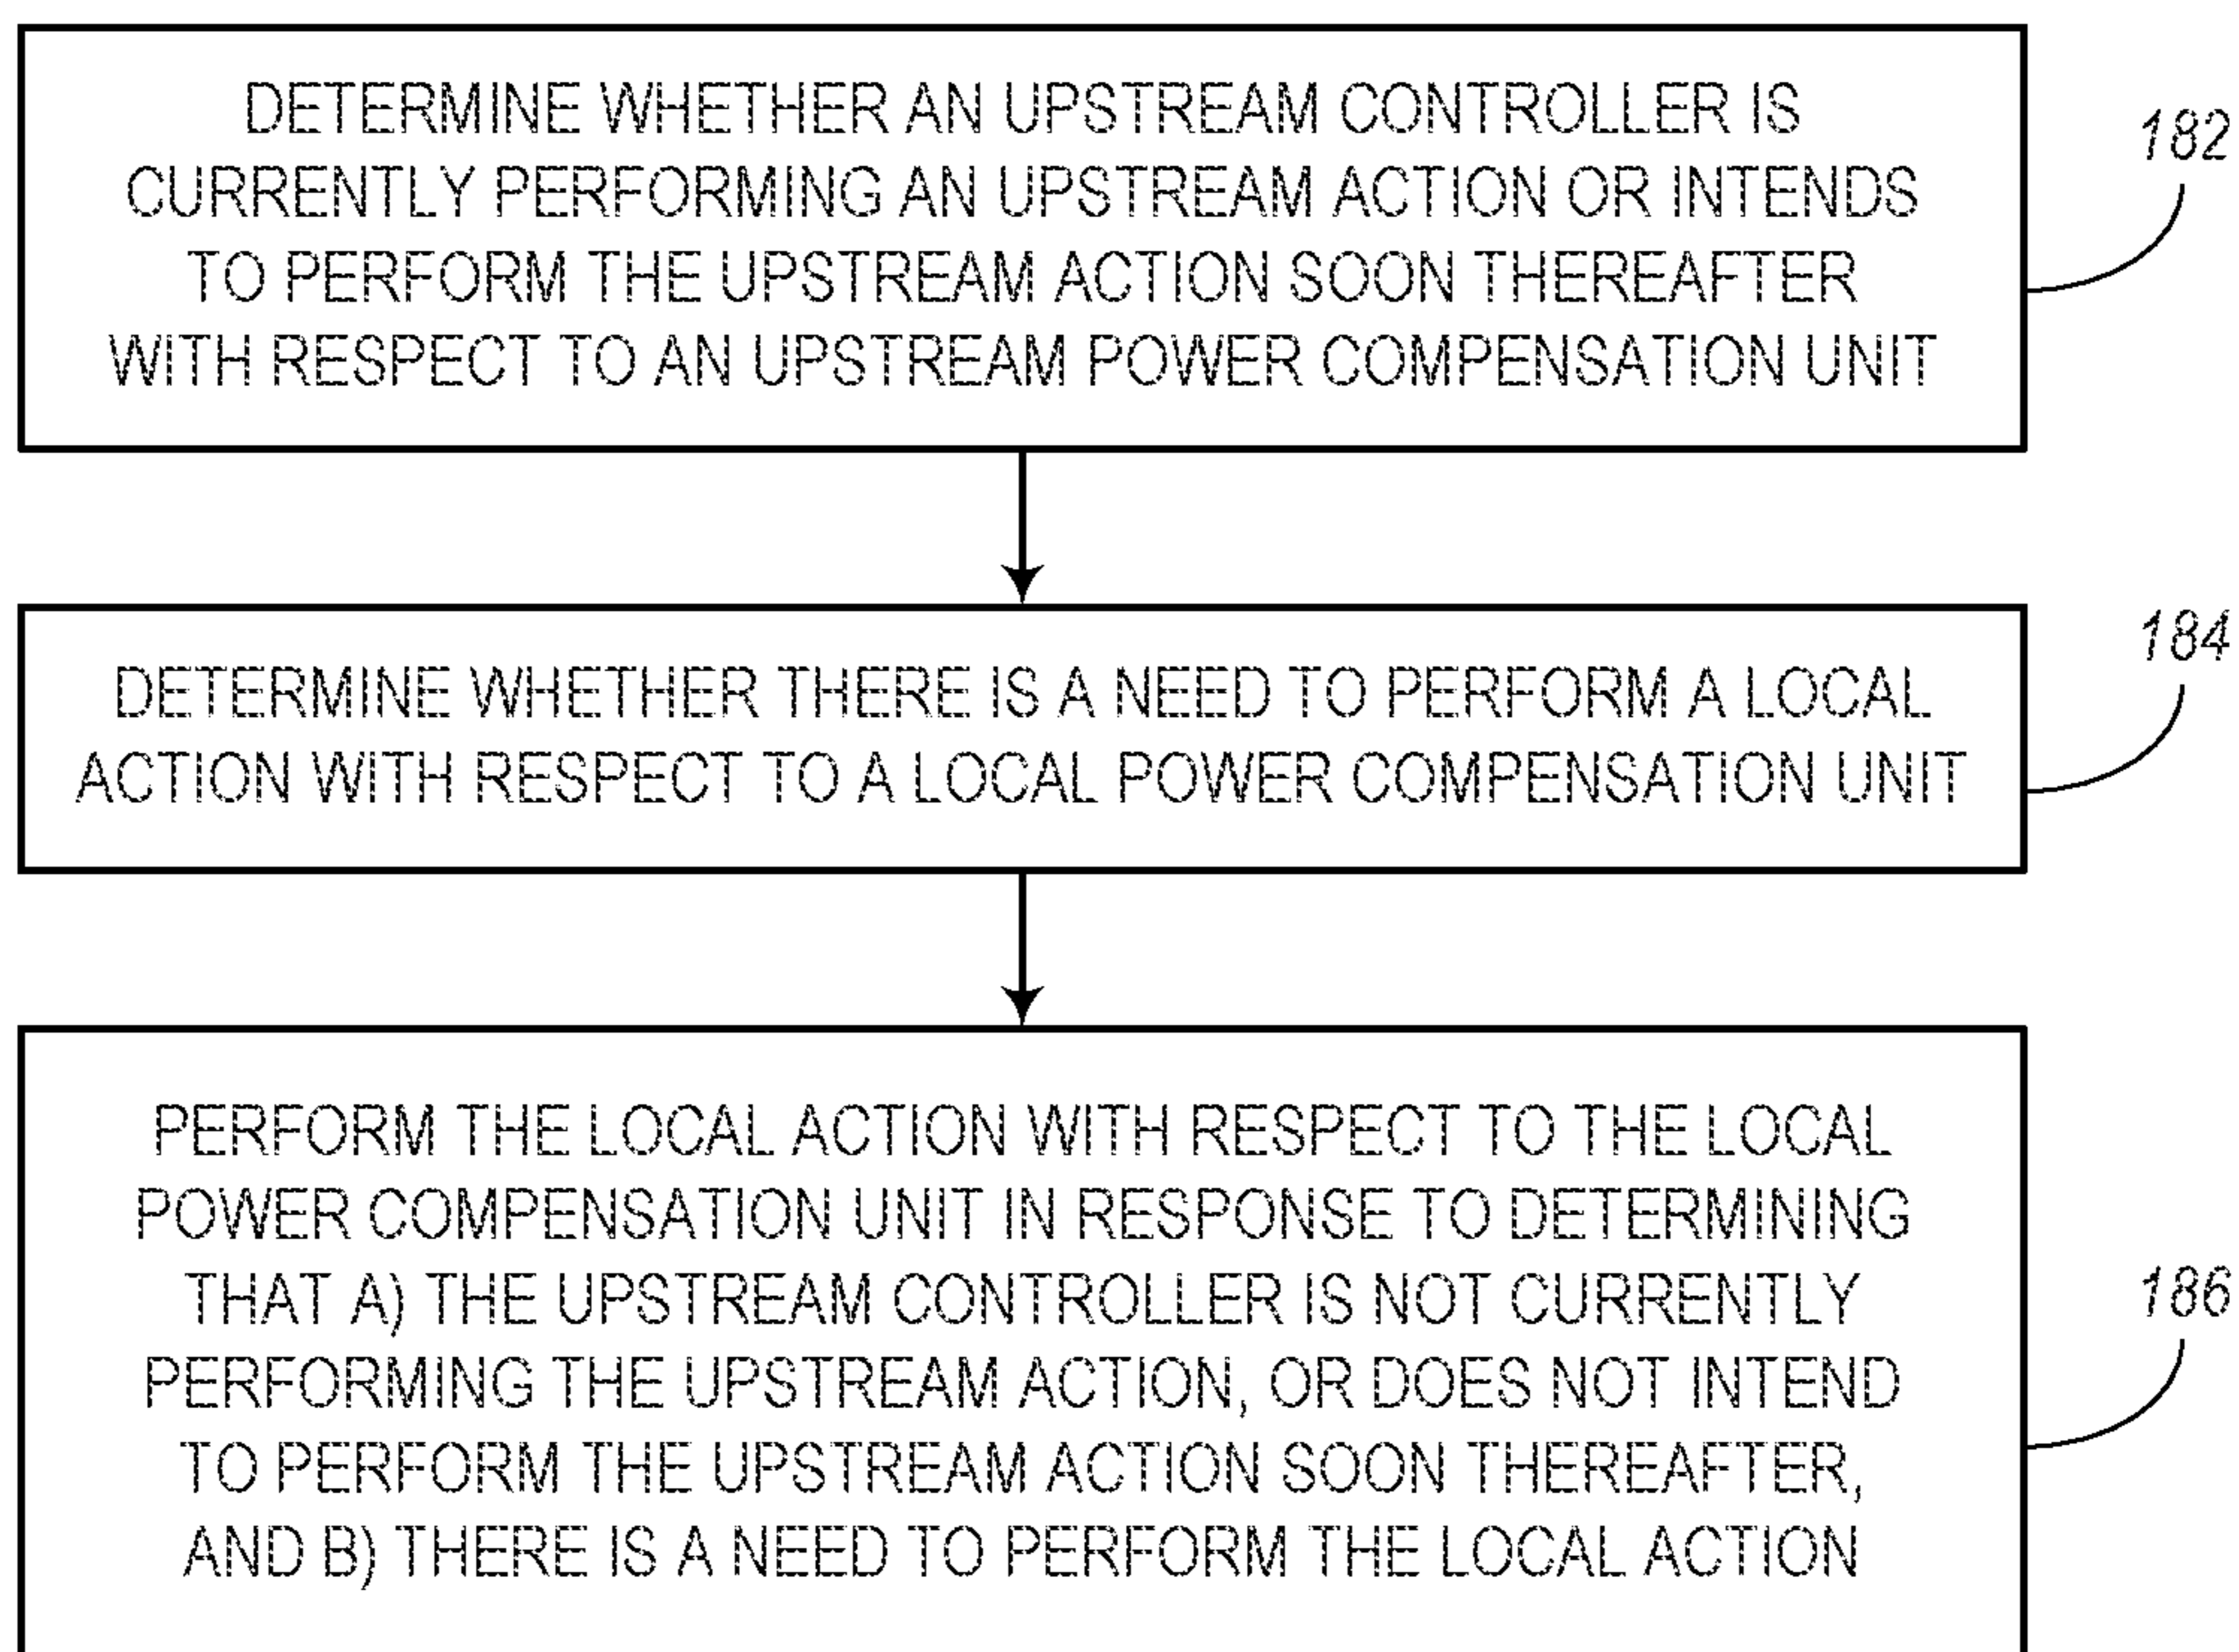 DETERMINE WHETHER AN UPSTREAM CONTROLLER IS
CURRENTLY PERFORMING AN UPSTREAM ACTION OR INTENDS
TO PERFORM THE UPSTREAM ACTION SOON THEREAFTER
WITH RESPECT TO AN UPSTREAM POWER COMPENSATION UNIT
182
DETERMINE WHETHER THERE IS A NEED TO PERFORM A LOCAL
ACTION WITH RESPECT TO A LOCAL POWER COMPENSATION UNIT
184
PERFORM THE LOCAL ACTION WITH RESPECT TO THE LOCAL
POWER COMPENSATION UNIT IN RESPONSE TO DETERMINING
THAT A) THE UPSTREAM CONTROLLER IS NOT CURRENTLY
PERFORMING THE UPSTREAM ACTION, OR DOES NOT INTEND
TO PERFORM THE UPSTREAM ACTION SOON THEREAFTER,
AND B) THERE IS A NEED TO PERFORM THE LOCAL ACTION
186